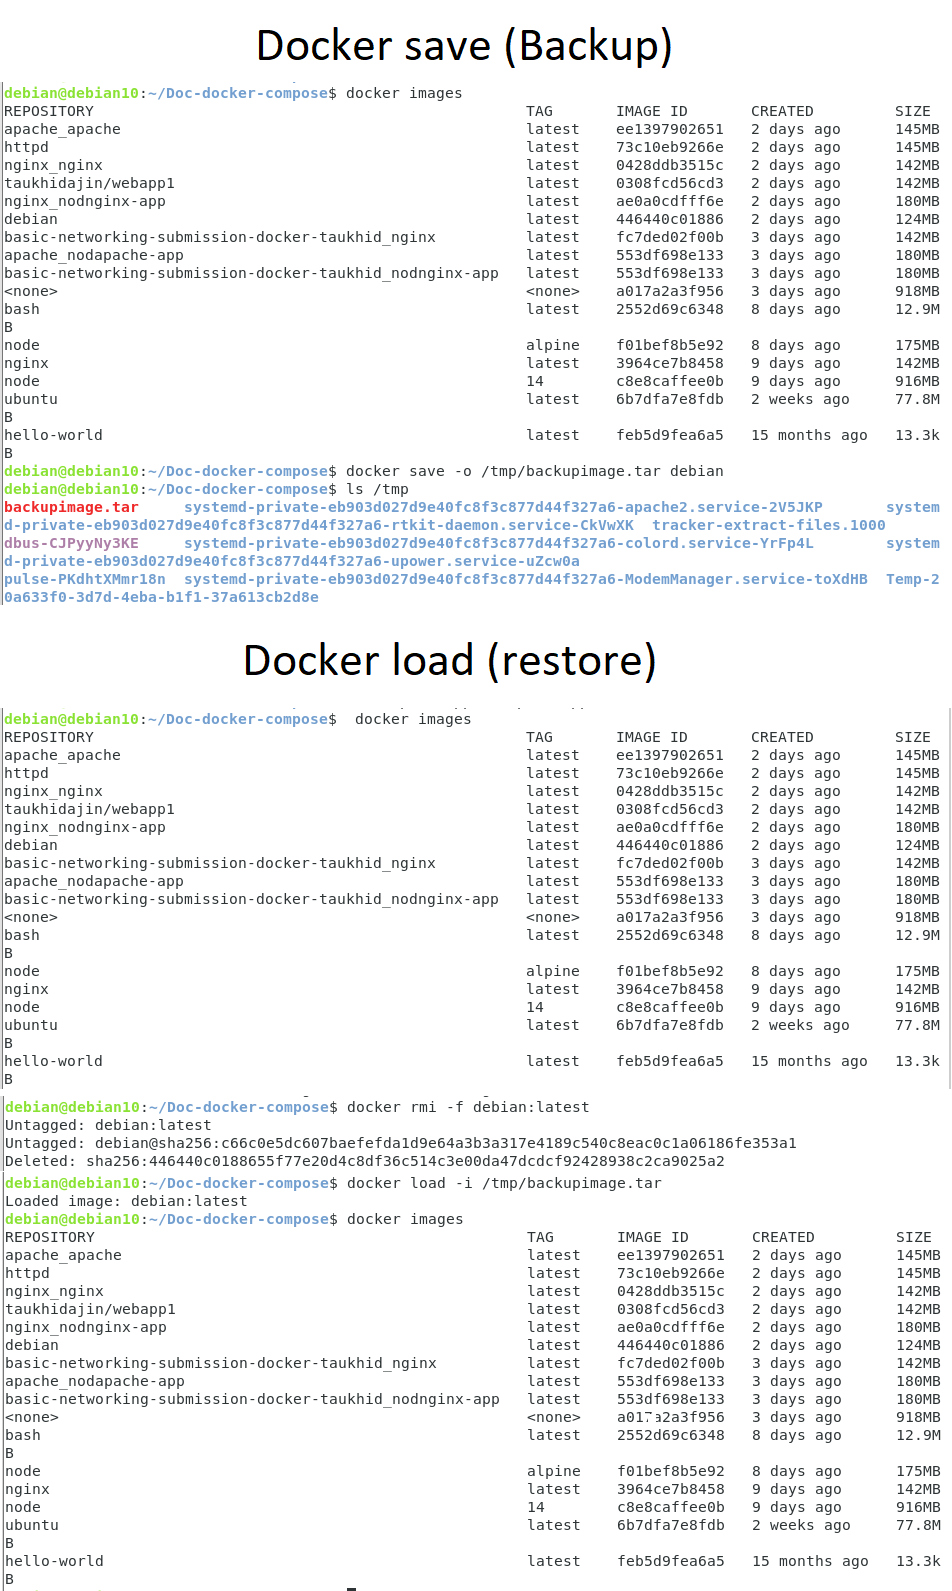 Docker save (Backup)
debian@debian10:~/Doc-docker-compose$ docker images
REPOSITORY TAG IMAGE ID CREATED SIZE
apache_apache latest ee1397902651 2 days ago 145MB
httpd latest 73c10eb9266e 2 days ago 145MB
nginx_nginx latest 0428ddb3515c 2 days ago 142MB
taukhidajin/webapp1 latest 0308fcd56cd3 2 days ago 142MB
nginx_nodnginx-app latest ae0a0cdfff6e 2 days ago 180MB
debian latest 446440c01886 2 days ago 124MB
basic-networking-submission-docker-taukhid_nginx latest fc7ded02f00b 3 days ago 142MB
apache_nodapache-app latest 553df698e133 3 days ago 180MB
basic-networking-submission-docker-taukhid_nodnginx-app latest 553df698e133 3 days ago 180MB
<none> <none> a017a2a3f956 3 days ago 918MB
bash latest 2552d69c6348 8 days ago 12.9M
B
node alpine f01bef8b5e92 8 days ago 175MB
nginx latest 3964ce7b8458 9 days ago 142MB
node 14 c8e8caffee0b 9 days ago 916MB
ubuntu latest 6b7dfa7e8fdb 2 weeks ago 77.8M
B
hello-world latest feb5d9fea6a5 15 months ago 13.3k
B
debian@debian10:~/Doc-docker-compose$ docker save -o /tmp/backupimage.tar debian
debian@debian10:~/Doc-docker-compose$ ls /tmp
backupimage.tar systemd-private-eb903d027d9e40fc8f3c877d44f327a6-apache2.service-2V5JKP system
d-private-eb903d027d9e40fc8f3c877d44f327a6-rtkit-daemon.service-CkVwXK tracker-extract-files.1000
dbus-CJPyyNy3KE systemd-private-eb903d027d9e40fc8f3c877d44f327a6-colord.service-YrFp4L system
d-private-eb903d027d9e40fc8f3c877d44f327a6-upower.service-uZcw0a
pulse-PKdhtXMmr18n systemd-private-eb903d027d9e40fc8f3c877d44f327a6-ModemManager.service-toXdHB Temp-2
0a633f0-3d7d-4eba-b1f1-37a613cb2d8e
Docker load (restore)
debian@debian10:~/Doc-docker-compose$ docker images
REPOSITORY TAG IMAGE ID CREATED SIZE
apache_apache latest ee1397902651 2 days ago 145MB
httpd latest 73c10eb9266e 2 days ago 145MB
nginx_nginx latest 0428ddb3515c 2 days ago 142MB
taukhidajin/webapp1 latest 0308fcd56cd3 2 days ago 142MB
nginx_nodnginx-app latest ae0a0cdfff6e 2 days ago 180MB
debian latest 446440c01886 2 days ago 124MB
basic-networking-submission-docker-taukhid_nginx latest fc7ded02f00b 3 days ago 142MB
apache_nodapache-app latest 553df698e133 3 days ago 180MB
basic-networking-submission-docker-taukhid_nodnginx-app latest 553df698e133 3 days ago 180MB
<none> <none> a017a2a3f956 3 days ago 918MB
bash latest 2552d69c6348 8 days ago 12.9M
B
node alpine f01bef8b5e92 8 days ago 175MB
nginx latest 3964ce7b8458 9 days ago 142MB
node 14 c8e8caffee0b 9 days ago 916MB
ubuntu latest 6b7dfa7e8fdb 2 weeks ago 77.8M
B
hello-world latest feb5d9fea6a5 15 months ago 13.3k
B
debian@debian10:~/Doc-docker-compose$ docker rmi -f debian:latest
Untagged: debian:latest
Untagged: debian@sha256:c66c0e5dc607baefefda1d9e64a3b3a317e4189c540c8eac0c1a06186fe353a1
Deleted: sha256:446440c0188655f77e20d4c8df36c514c3e00da47dcdcf92428938c2ca9025a2
debian@debian10:~/Doc-docker-compose$ docker load -i /tmp/backupimage.tar
Loaded image: debian:latest
debian@debian10:~/Doc-docker-compose$ docker images
REPOSITORY TAG IMAGE ID CREATED SIZE
apache_apache latest ee1397902651 2 days ago 145MB
httpd latest 73c10eb9266e 2 days ago 145MB
nginx_nginx latest 0428ddb3515c 2 days ago 142MB
taukhidajin/webapp1 latest 0308fcd56cd3 2 days ago 142MB
nginx_nodnginx-app latest ae0a0cdfff6e 2 days ago 180MB
debian latest 446440c01886 2 days ago 124MB
basic-networking-submission-docker-taukhid_nginx latest fc7ded02f00b 3 days ago 142MB
apache_nodapache-app latest 553df698e133 3 days ago 180MB
basic-networking-submission-docker-taukhid_nodnginx-app latest 553df698e133 3 days ago 180MB
<none> <none> a017a2a3f956 3 days ago 918MB
bash latest 2552d69c6348 8 days ago 12.9M
B
node alpine f01bef8b5e92 8 days ago 175MB
nginx latest 3964ce7b8458 9 days ago 142MB
node 14 c8e8caffee0b 9 days ago 916MB
ubuntu latest 6b7dfa7e8fdb 2 weeks ago 77.8M
B
hello-world latest feb5d9fea6a5 15 months ago 13.3k
B